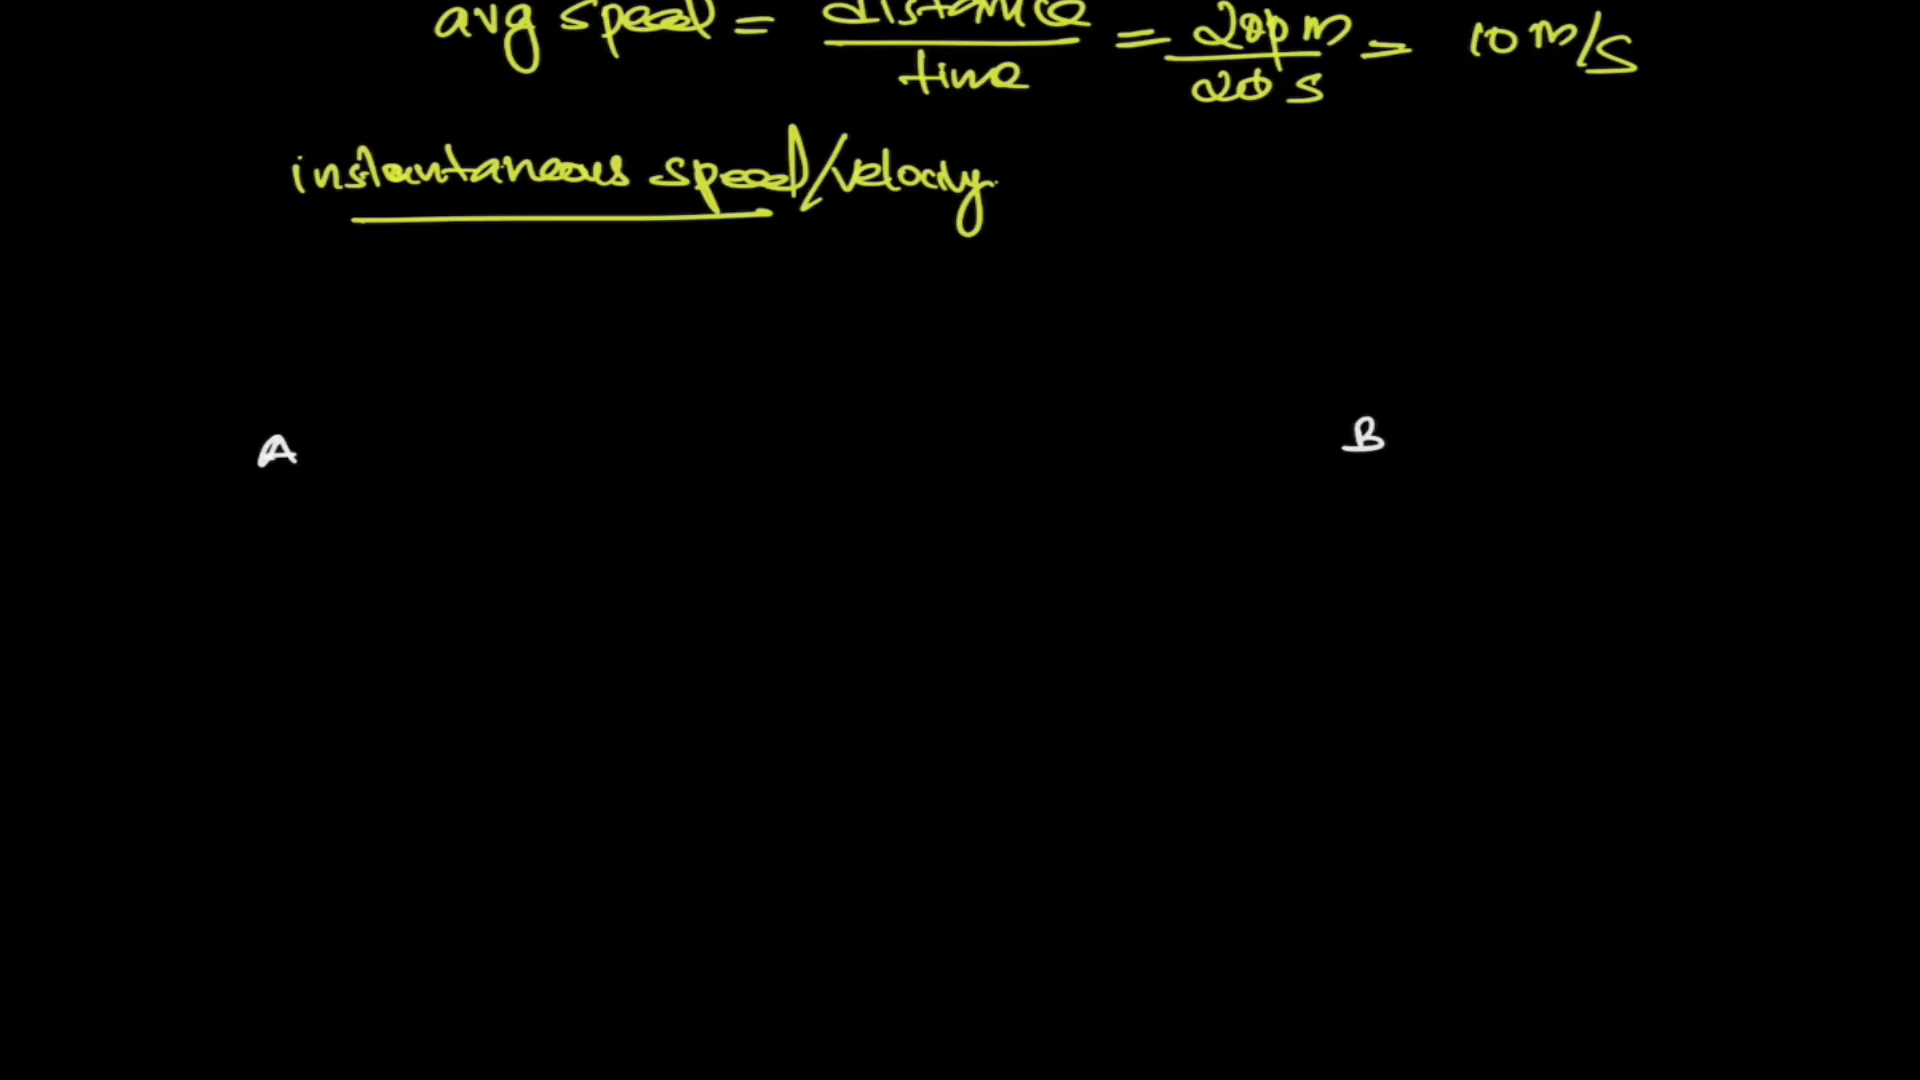 avg speed = distance / time = 200 m / 20 s = 10 m/s
instantaneous speed/velocity
A B